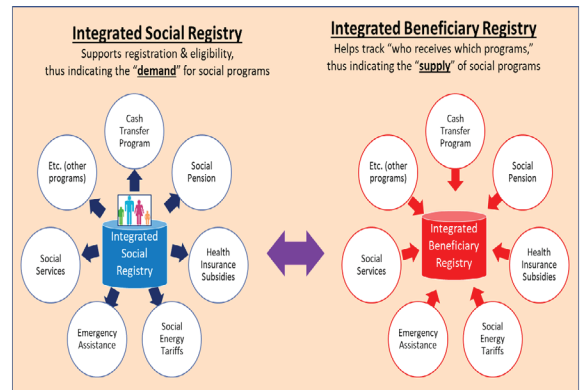 Integrated Social Registry
Supports registration & eligibility,
thus indicating the “demand” for social programs
Cash
Transfer
Program
Etc. (other
programs)
Social
Pension
Integrated
Social
Registry
Social
Services
Health
Insurance
Subsidies
Emergency
Assistance
Social
Energy
Tariffs
Integrated Beneficiary Registry
Helps track “who receives which programs,”
thus indicating the “supply” of social programs
Cash
Transfer
Program
Etc. (other
programs)
Social
Pension
Integrated
Beneficiary
Registry
Social
Services
Health
Insurance
Subsidies
Emergency
Assistance
Social
Energy
Tariffs